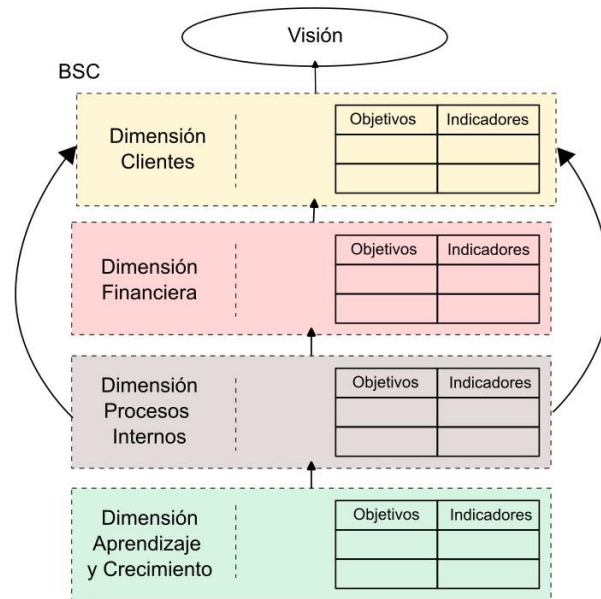 Visión
BSC
Dimensión
Clientes
Objetivos Indicadores
Dimensión
Financiera
Objetivos Indicadores
Dimensión
Procesos
Internos
Objetivos Indicadores
Dimensión
Aprendizaje
y Crecimiento
Objetivos Indicadores